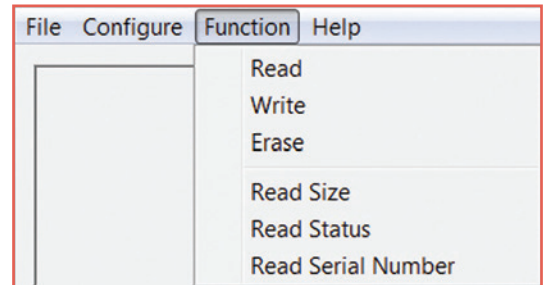 File Configure Function Help
Read
Write
Erase
Read Size
Read Status
Read Serial Number